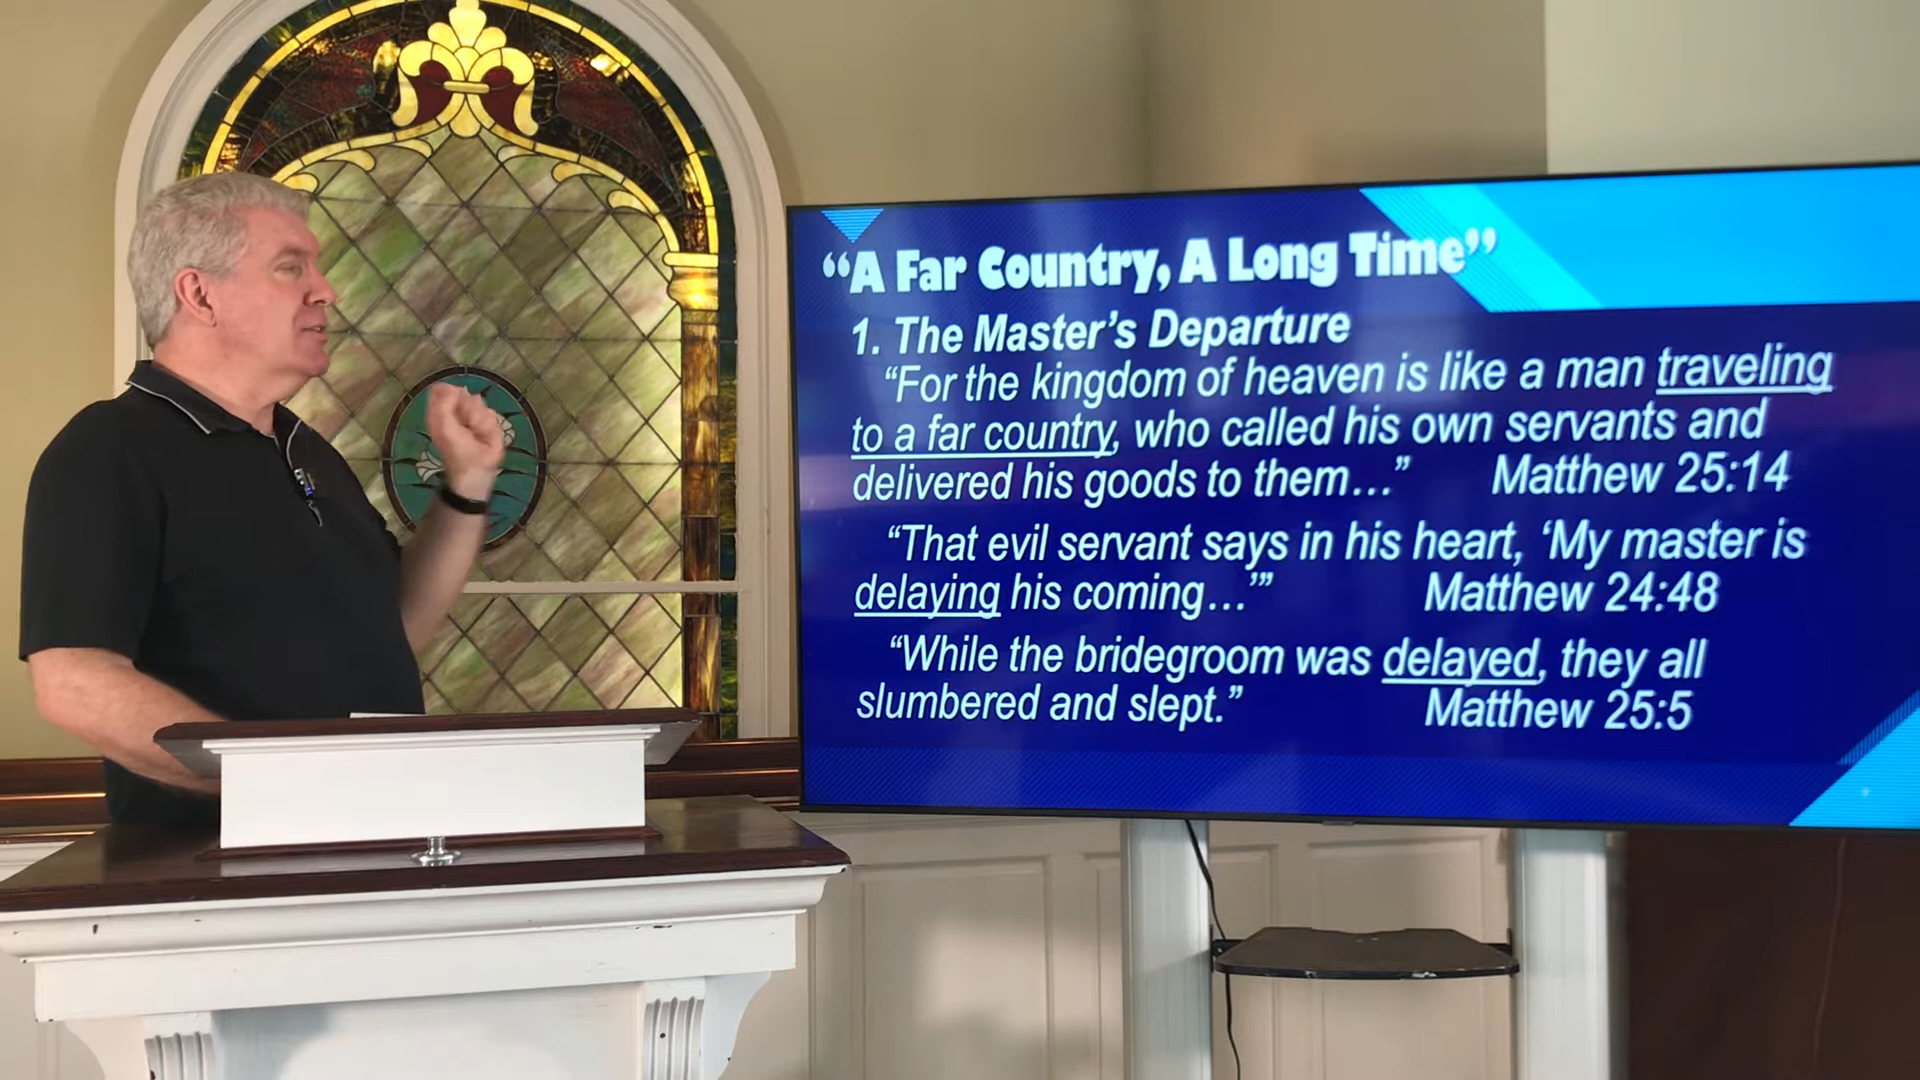 “A Far Country, A Long Time”
1. The Master’s Departure
“For the kingdom of heaven is like a man traveling
to a far country, who called his own servants and
delivered his goods to them…” Matthew 25:14
“That evil servant says in his heart, ‘My master is
delaying his coming…’” Matthew 24:48
“While the bridegroom was delayed, they all
slumbered and slept.” Matthew 25:5